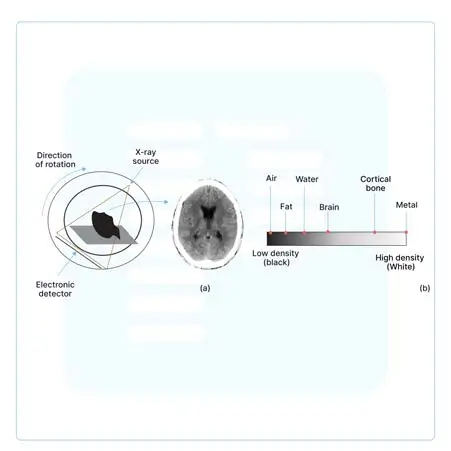 Direction
of rotation
X-ray
source
Electronic
detector
(a)
Air
Fat
Water
Brain
Cortical
bone
Metal
Low density
(black)
High density
(White)
(b)